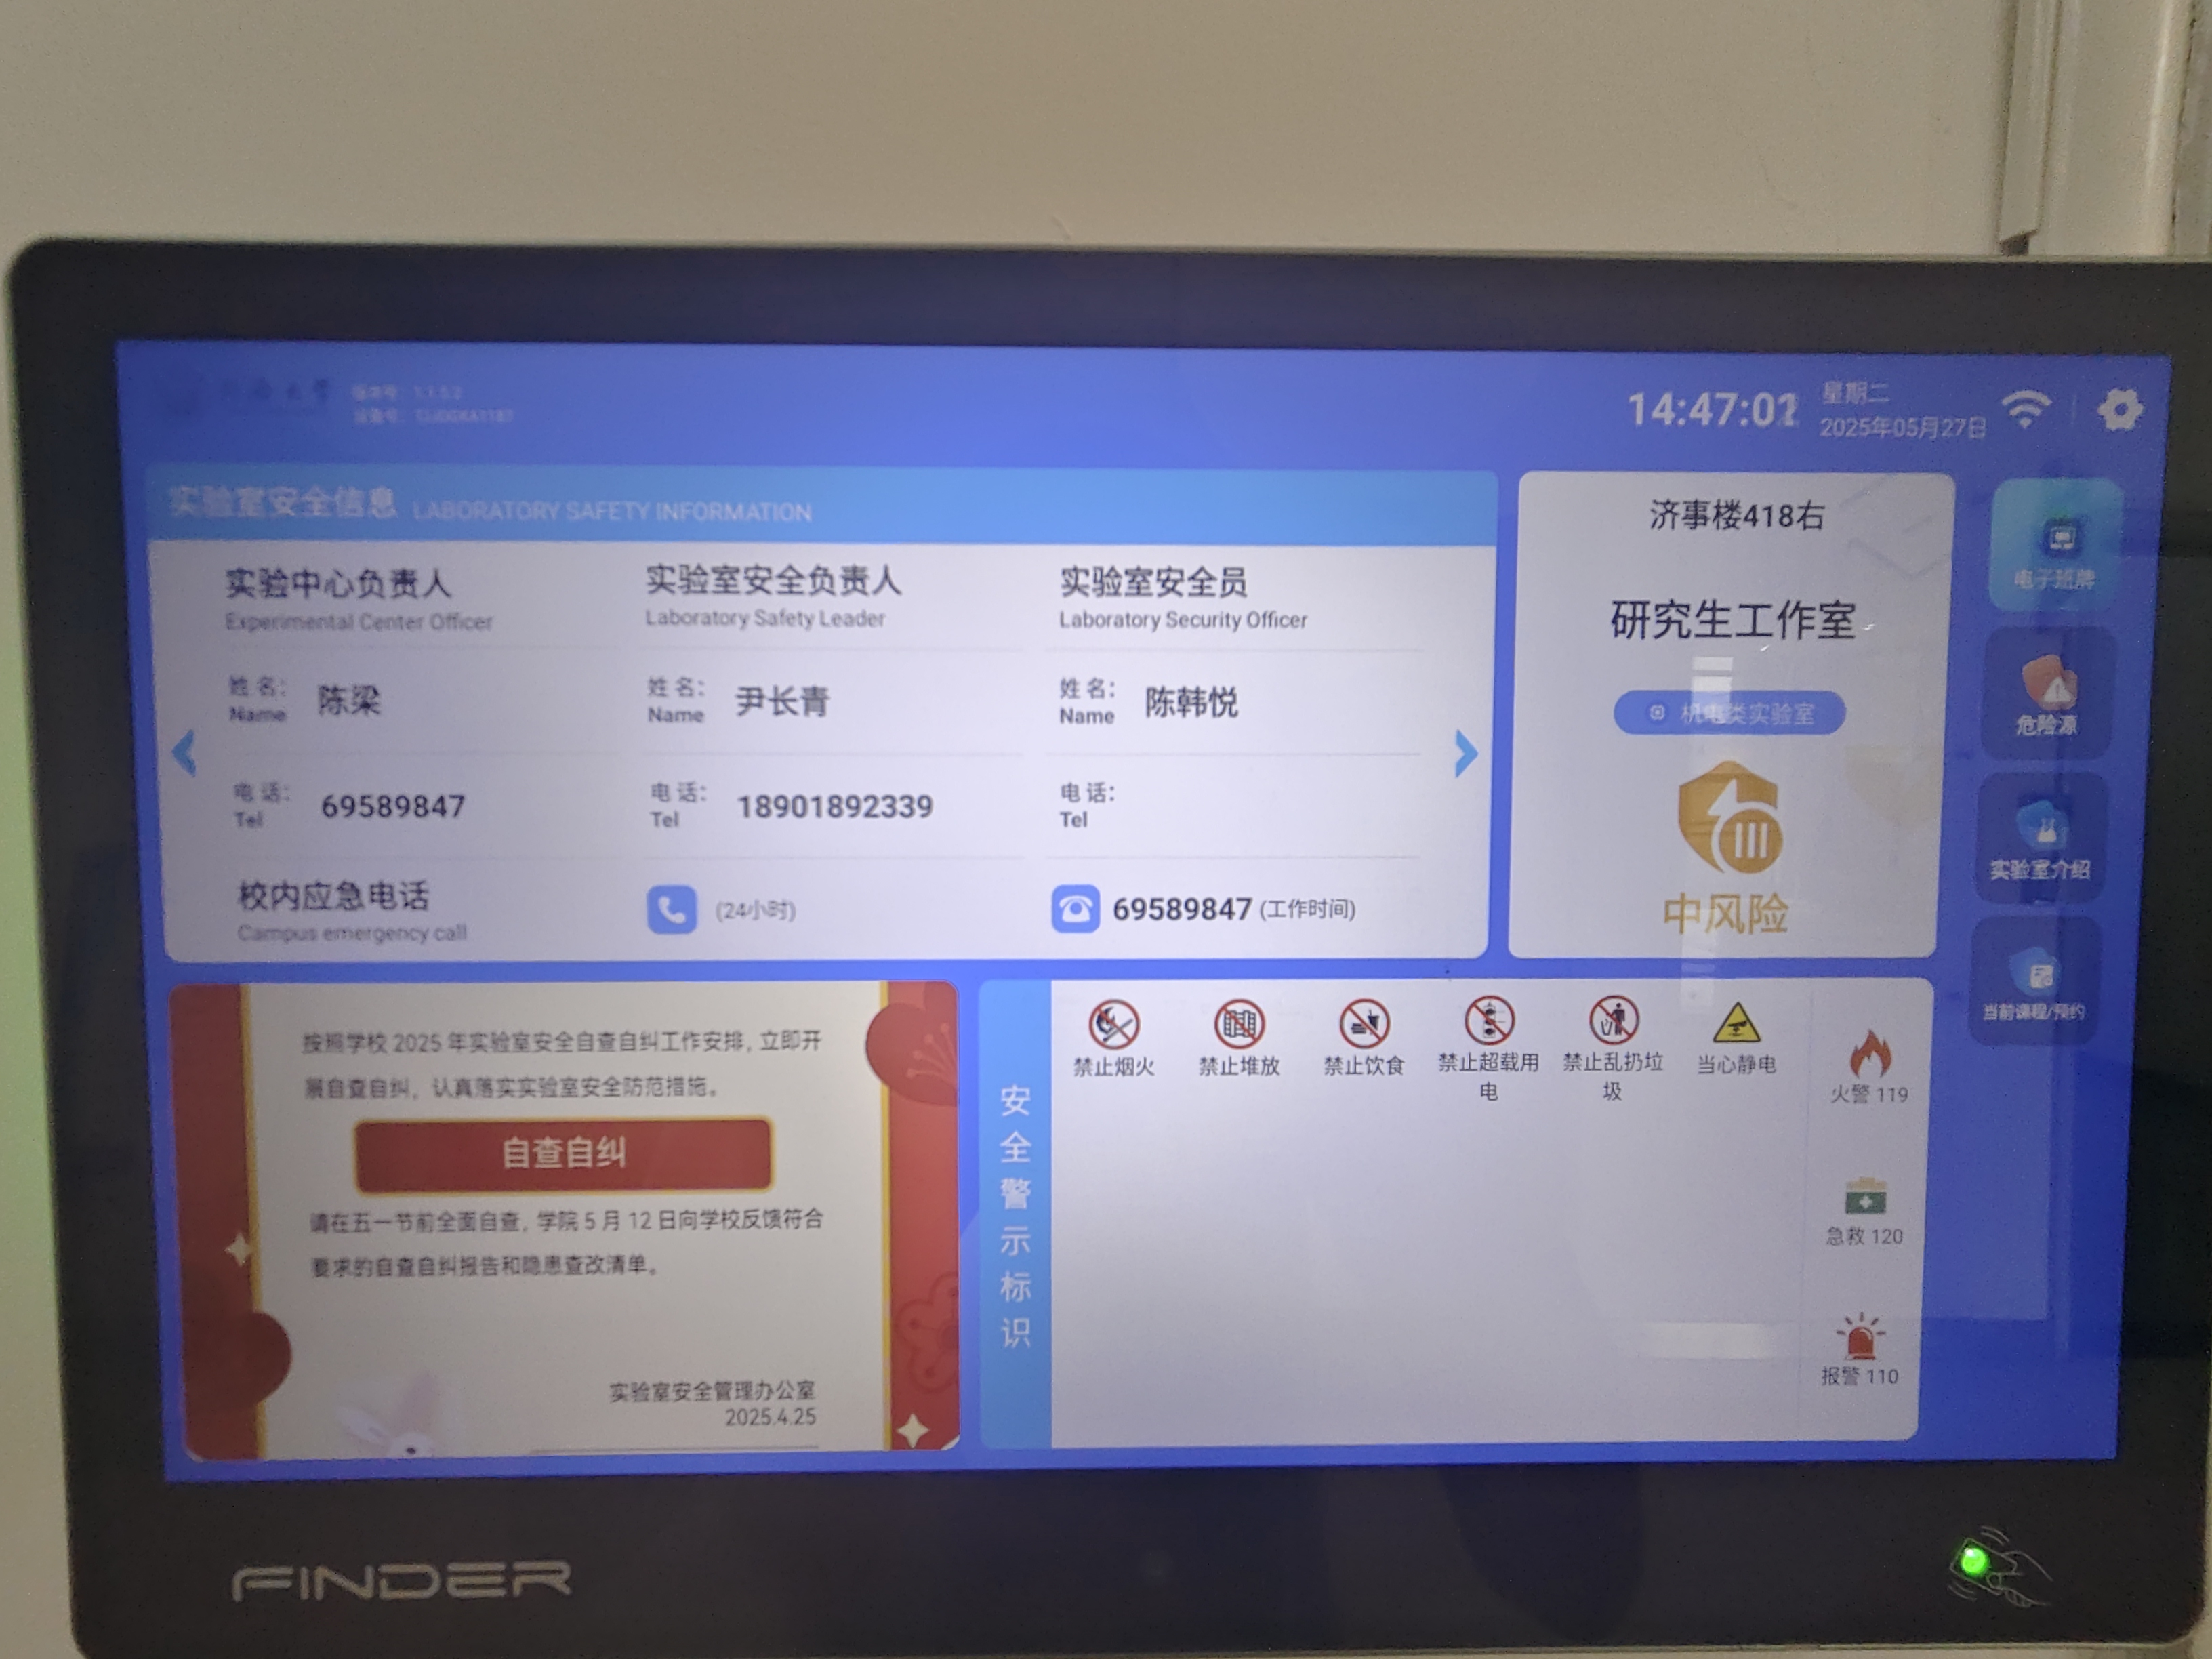 14:47:02
星期二
2025年05月27日
实验室安全信息 LABORATORY SAFETY INFORMATION
实验中心负责人
Experimental Center Officer
姓 名:
Name
陈梁
电 话:
Tel
69589847
实验室安全负责人
Laboratory Safety Leader
姓 名:
Name
尹长青
电 话:
Tel
18901892339
实验室安全员
Laboratory Security Officer
姓 名:
Name
陈韩悦
电 话:
Tel
校内应急电话
Campus emergency call
(24小时)
69589847 (工作时间)
济事楼418右
研究生工作室
机电类实验室
中风险
电子班牌
危险源
实验室介绍
当前课程/预约
按照学校 2025 年实验室安全自查自纠工作安排, 立即开
展自查自纠, 认真落实实验室安全防范措施。
自查自纠
请在五一节前全面自查, 学院 5 月 12 日向学校反馈符合
要求的自查自纠报告和隐患查改清单。
实验室安全管理办公室
2025.4.25
安全警示标识
禁止烟火
禁止堆放
禁止饮食
禁止超载用
电
禁止乱扔垃
圾
当心静电
火警 119
急救 120
报警 110
FINDER